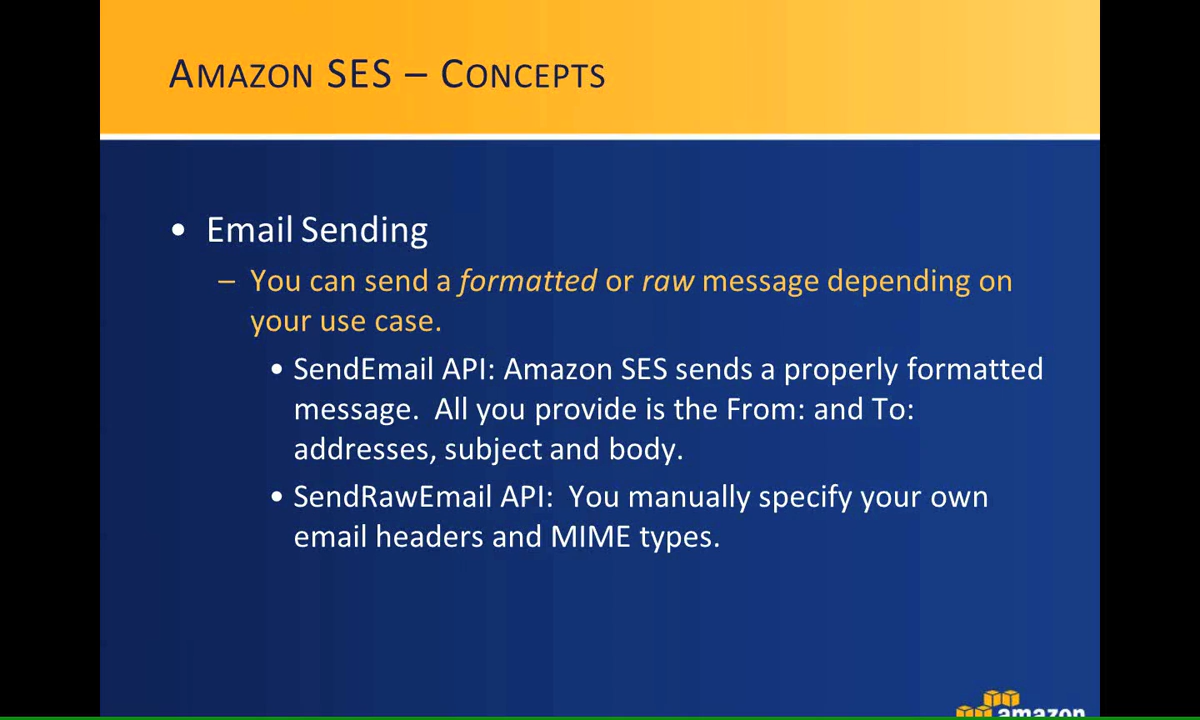 AMAZON SES – CONCEPTS
• Email Sending
– You can send a formatted or raw message depending on
your use case.
• SendEmail API: Amazon SES sends a properly formatted
message.  All you provide is the From: and To:
addresses, subject and body.
• SendRawEmail API:  You manually specify your own
email headers and MIME types.
amazon